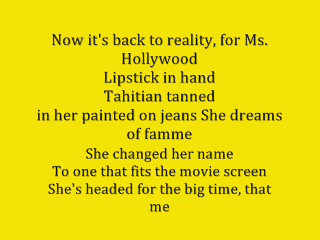 Now it's back to reality, for Ms.
Hollywood
Lipstick in hand
Tahitian tanned
in her painted on jeans She dreams
of famme
She changed her name
To one that fits the movie screen
She's headed for the big time, that
me